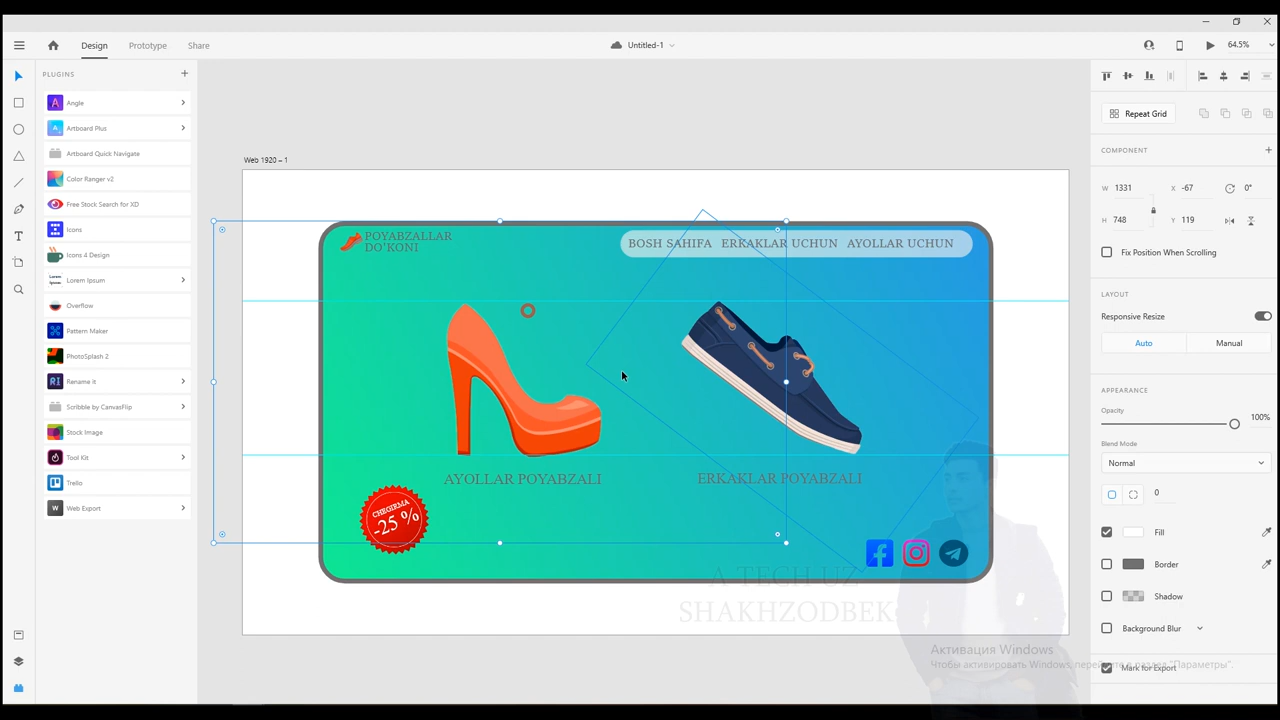 Design
Prototype
Share
Untitled-1
64.5%
PLUGINS
Angle
Artboard Plus
Artboard Quick Navigate
Color Ranger v2
Free Stock Search for XD
Icons
Icons 4 Design
Lorem Ipsum
Overflow
Pattern Maker
PhotoSplash 2
Rename it
Scribble by CanvasFlip
Stock Image
Tool Kit
Trello
Web Export
Web 1920 – 1
POYABZALLAR
DO'KONI
BOSH SAHIFA ERKAKLAR UCHUN AYOLLAR UCHUN
AYOLLAR POYABZALI
ERKAKLAR POYABZALI
CHEGIRMA
-25 %
A TECH UZ
SHAKHZODBEK
Repeat Grid
COMPONENT
W 1331 X -67 0°
H 748 Y 119
Fix Position When Scrolling
LAYOUT
Responsive Resize
Auto Manual
APPEARANCE
Opacity
100%
Blend Mode
Normal
0
Fill
Border
Shadow
Background Blur
Mark for Export
Активация Windows
Чтобы активировать Windows, перейдите в раздел "Параметры".